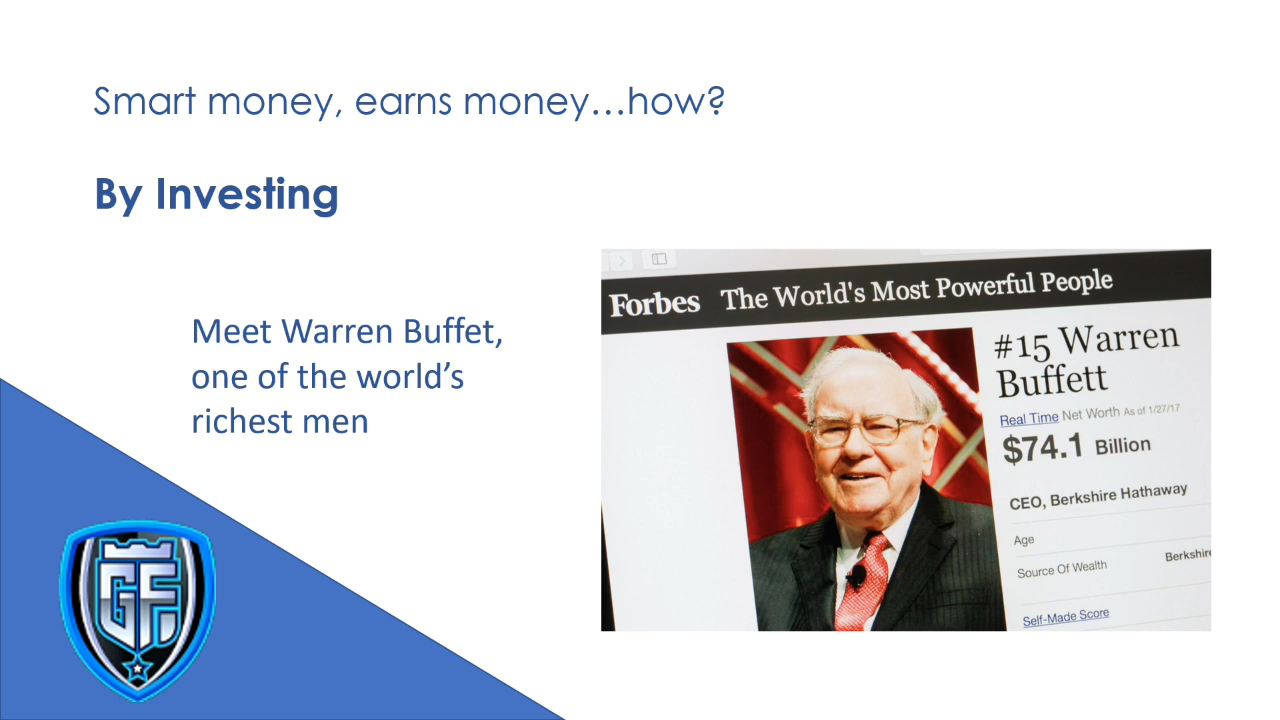 Smart money, earns money…how?
By Investing
Meet Warren Buffet,
one of the world's
richest men
Forbes The World's Most Powerful People
#15 Warren
Buffett
Real Time Net Worth As of 1/27/17
$74.1 Billion
CEO, Berkshire Hathaway
Age
Source Of Wealth Berkshire
Self-Made Score
GF